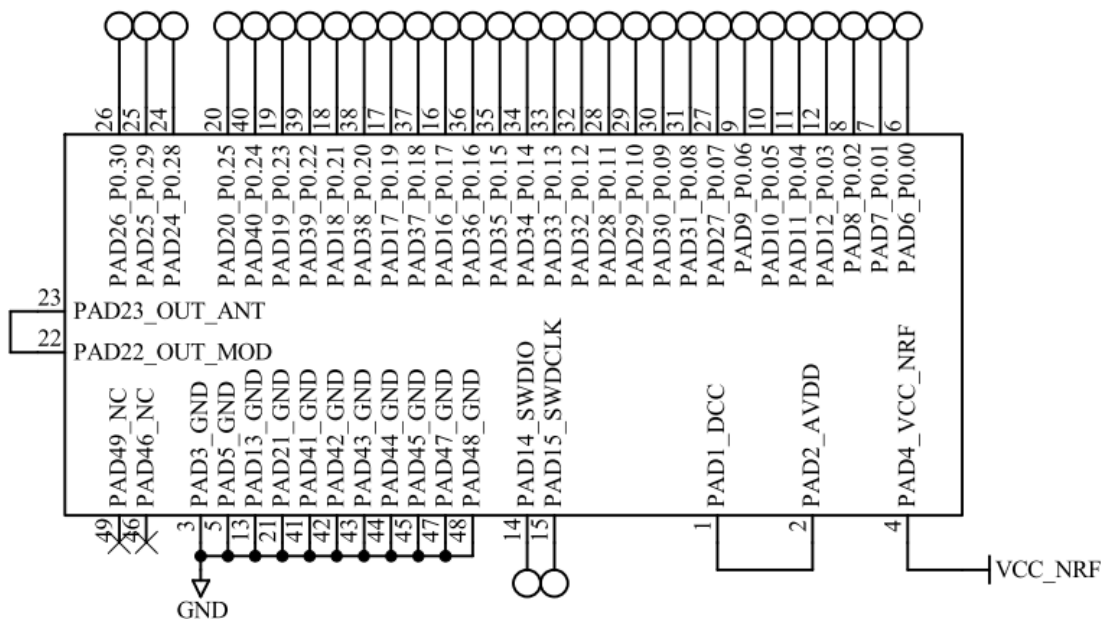 26
25
24
20
40
19
39
18
38
17
37
16
36
35
34
33
32
28
29
30
31
27
9
10
11
12
8
7
6
PAD26_P0.30
PAD25_P0.29
PAD24_P0.28
PAD20_P0.25
PAD40_P0.24
PAD19_P0.23
PAD39_P0.22
PAD18_P0.21
PAD38_P0.20
PAD17_P0.19
PAD37_P0.18
PAD16_P0.17
PAD36_P0.16
PAD35_P0.15
PAD34_P0.14
PAD33_P0.13
PAD32_P0.12
PAD28_P0.11
PAD29_P0.10
PAD30_P0.09
PAD31_P0.08
PAD27_P0.07
PAD9_P0.06
PAD10_P0.05
PAD11_P0.04
PAD12_P0.03
PAD8_P0.02
PAD7_P0.01
PAD6_P0.00
23
PAD23_OUT_ANT
22
PAD22_OUT_MOD
PAD49_NC
PAD46_NC
PAD3_GND
PAD5_GND
PAD13_GND
PAD21_GND
PAD41_GND
PAD42_GND
PAD43_GND
PAD44_GND
PAD45_GND
PAD47_GND
PAD48_GND
PAD14_SWDIO
PAD15_SWDCLK
PAD1_DCC
PAD2_AVDD
PAD4_VCC_NRF
49
46
3
5
13
21
41
42
43
44
45
47
48
14
15
1
2
4
VCC_NRF
GND